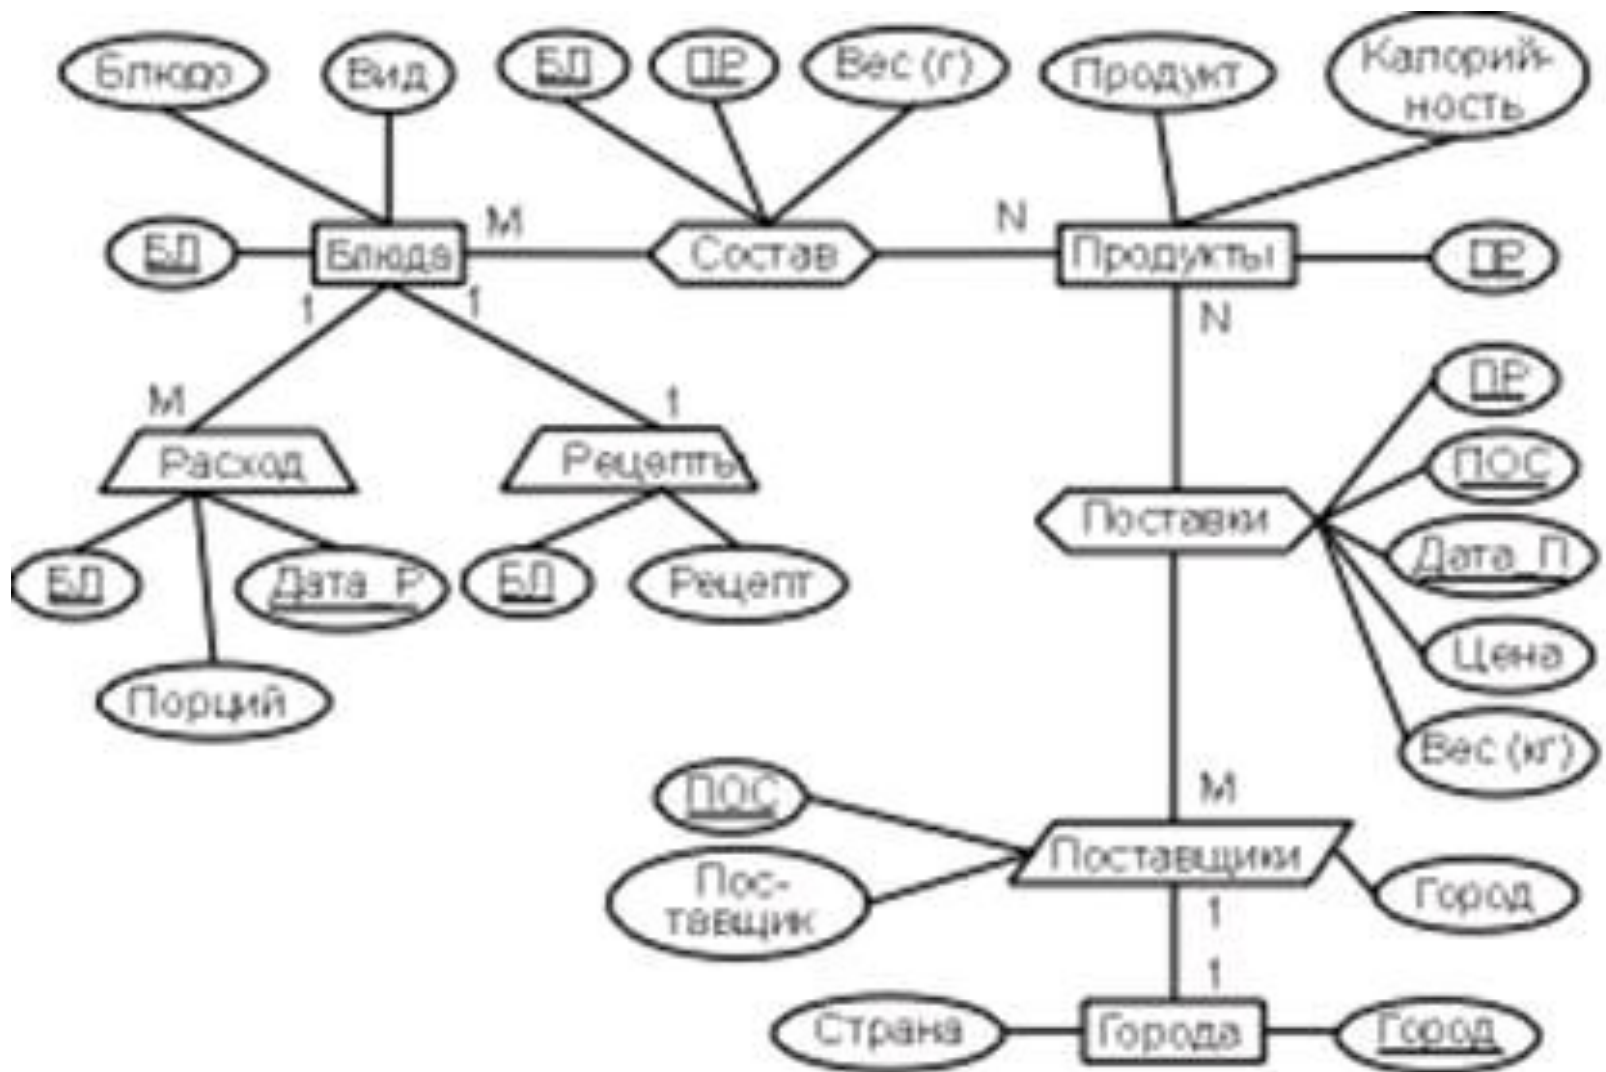 Блюдо
Вид
БЛ
ПР
Вес (г)
Продукт
Калорий-
ность
БЛ
Блюда
М
Состав
N
Продукты
ПР
1
1
N
М
1
ПР
Расход
Рецепты
ПОС
Поставки
Дата_П
БЛ
Дата_Р
БЛ
Рецепт
Цена
Порций
Вес (кг)
ПОС
М
Поставщики
Пос-
тавщик
Город
1
1
Страна
Города
Город